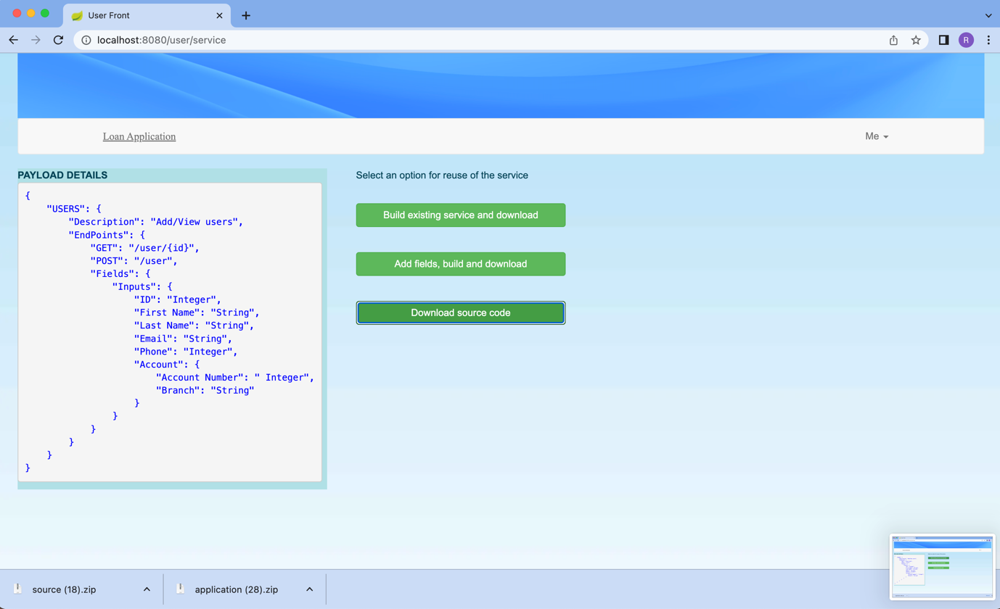 User Front
localhost:8080/user/service
R
Loan Application
Me
PAYLOAD DETAILS
{
    "USERS": {
        "Description": "Add/View users",
        "EndPoints": {
            "GET": "/user/{id}",
            "POST": "/user",
            "Fields": {
                "Inputs": {
                    "ID": "Integer",
                    "First Name": "String",
                    "Last Name": "String",
                    "Email": "String",
                    "Phone": "Integer",
                    "Account": {
                        "Account Number": " Integer",
                        "Branch": "String"
                    }
                }
            }
        }
    }
}
Select an option for reuse of the service
Build existing service and download
Add fields, build and download
Download source code
source (18).zip
application (28).zip